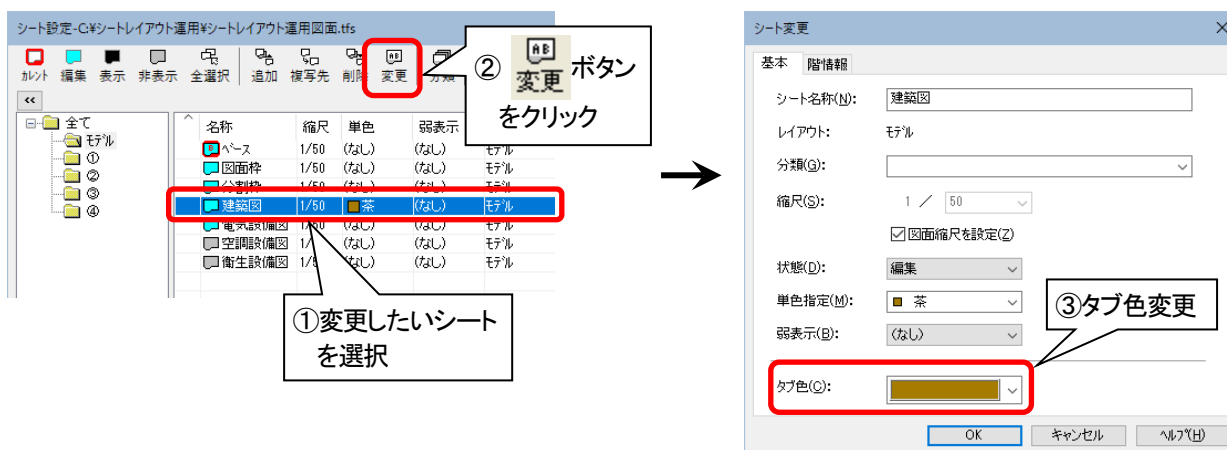 シート設定-C:¥シートレイアウト運用¥シートレイアウト運用図面.tfs
カレント 編集 表示 非表示 全選択 追加 複写先 削除 変更 分類
<<
全て
モデル
①
②
③
④
名称 縮尺 単色 弱表示
ベース 1/50 (なし) (なし) モデル
図面枠 1/50 (なし) (なし) モデル
分割枠 1/50 (なし) (なし) モデル
建築図 1/50 茶 (なし) モデル
電気設備図 1/50 (なし) (なし) モデル
空調設備図 1/ (なし) (なし) モデル
衛生設備図 1/5 (なし) (なし) モデル
② AB 変更 ボタン
をクリック
①変更したいシート
を選択
シート変更
基本 階情報
シート名称(N): 建築図
レイアウト: モデル
分類(G):
縮尺(S): 1 / 50
図面縮尺を設定(Z)
状態(D): 編集
単色指定(M): 茶
弱表示(B): (なし)
③タブ色変更
タブ色(C):
OK キャンセル ヘルプ(H)